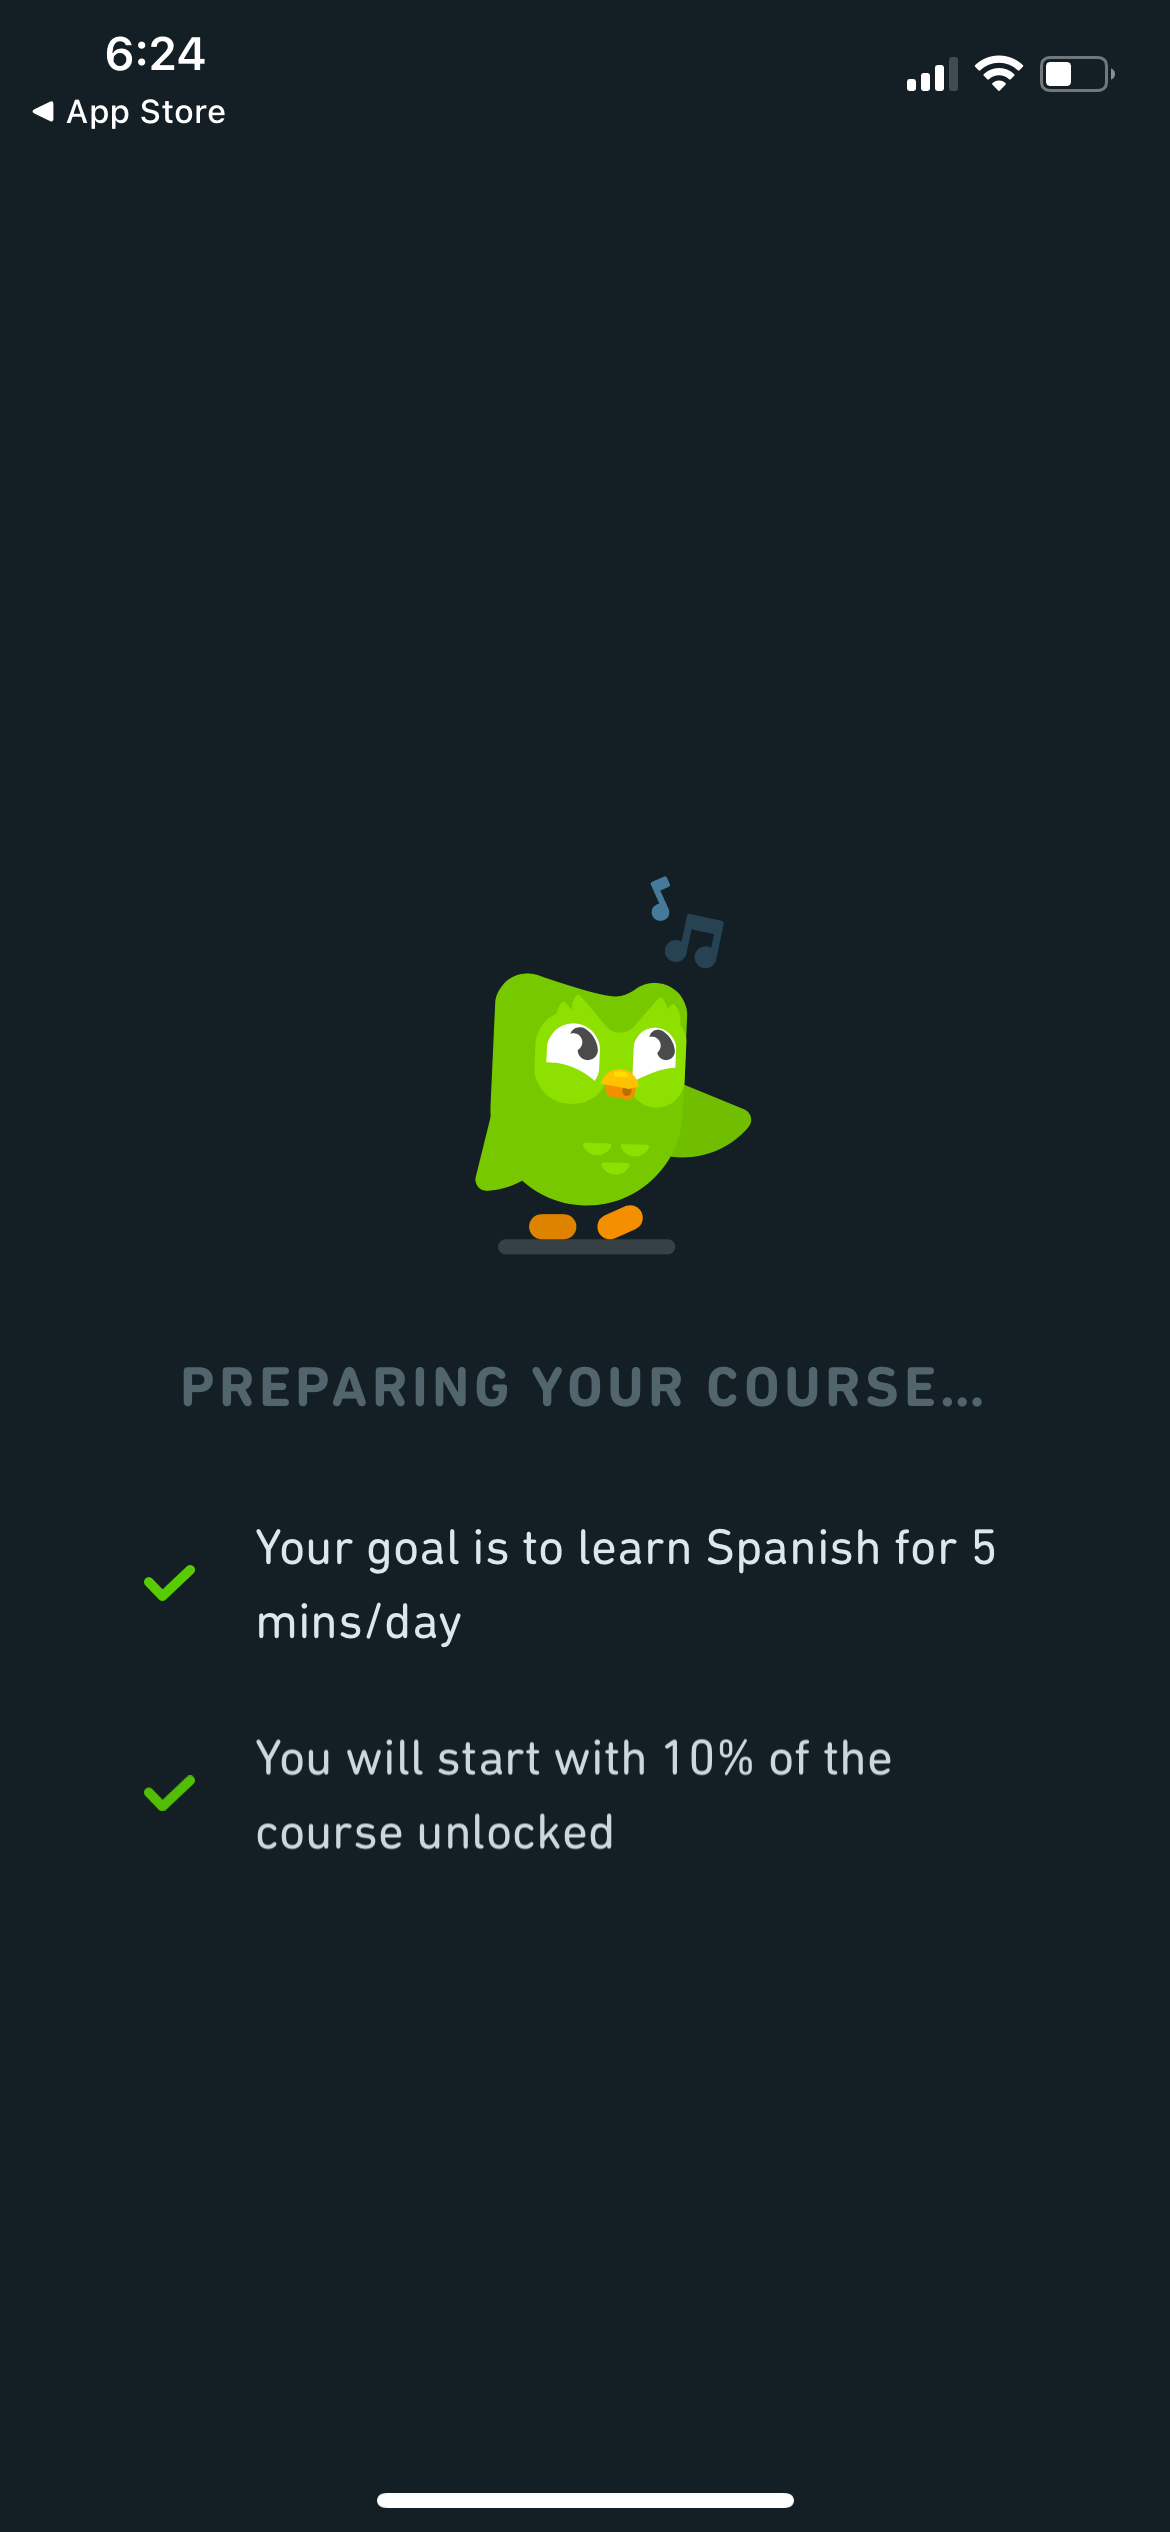 6:24
App Store
PREPARING YOUR COURSE...
Your goal is to learn Spanish for 5
mins/day
You will start with 10% of the
course unlocked